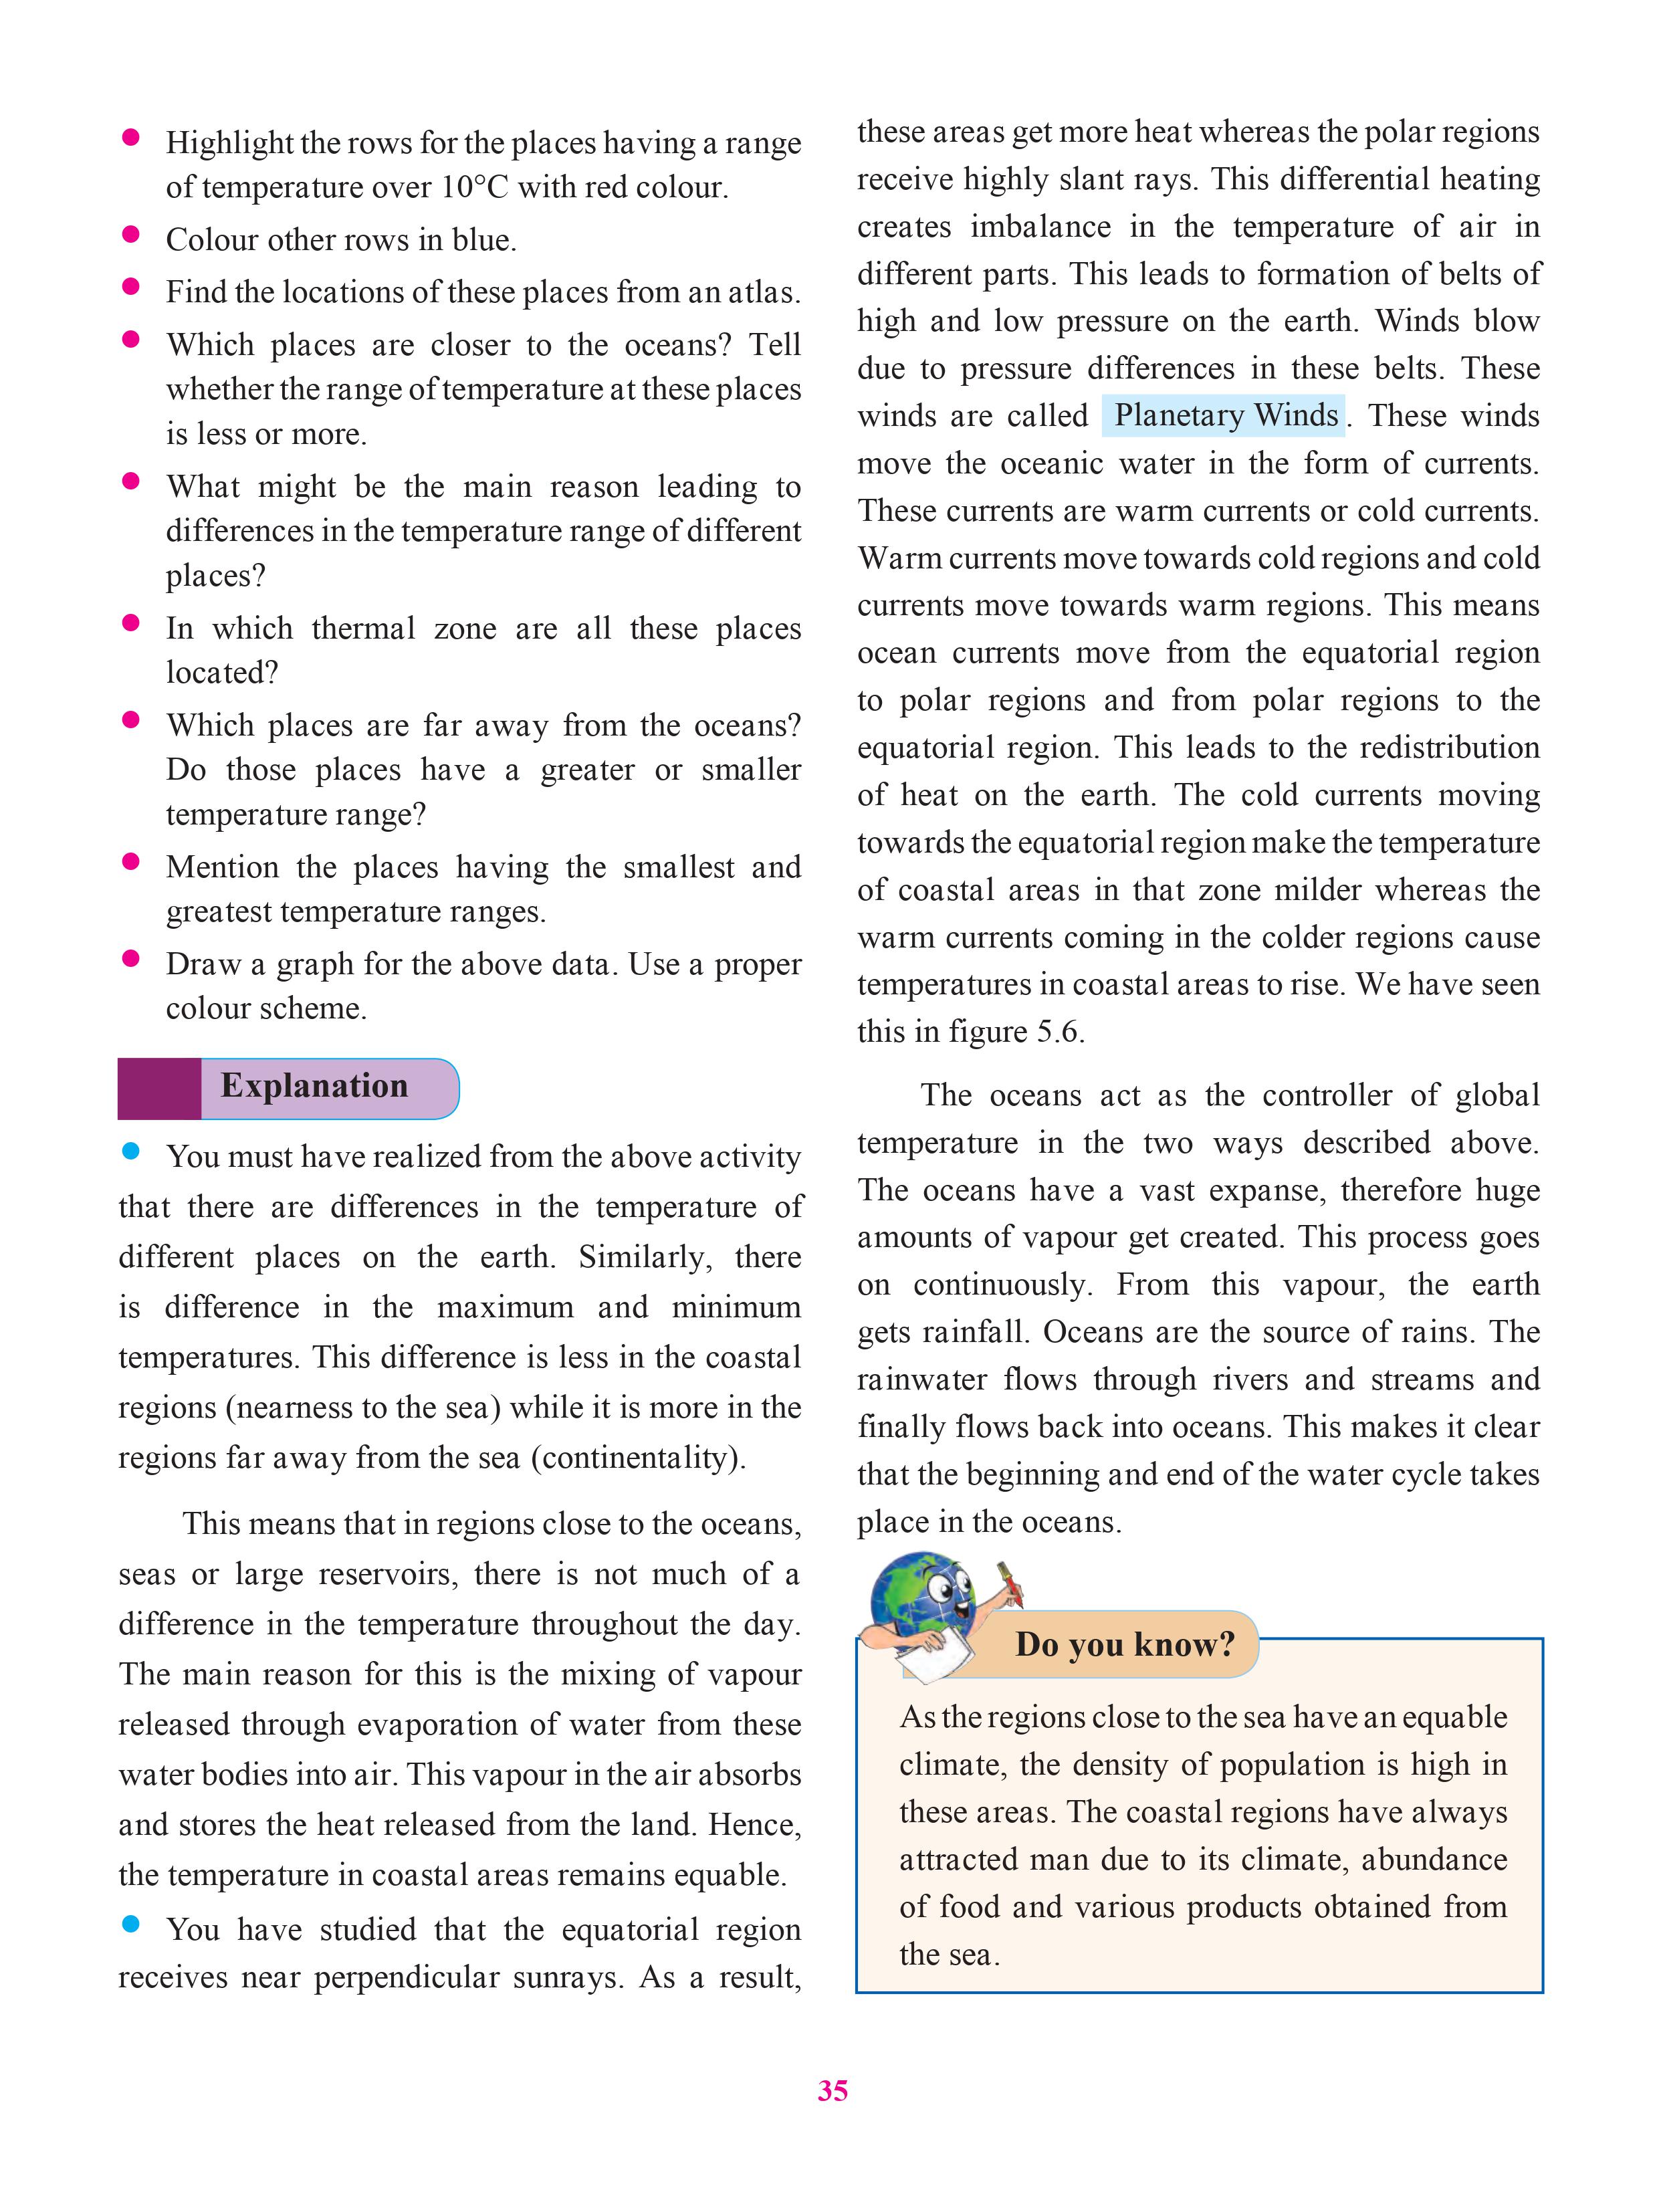 • Highlight the rows for the places having a range
of temperature over 10°C with red colour.
• Colour other rows in blue.
• Find the locations of these places from an atlas.
• Which places are closer to the oceans? Tell
whether the range of temperature at these places
is less or more.
• What might be the main reason leading to
differences in the temperature range of different
places?
• In which thermal zone are all these places
located?
• Which places are far away from the oceans?
Do those places have a greater or smaller
temperature range?
• Mention the places having the smallest and
greatest temperature ranges.
• Draw a graph for the above data. Use a proper
colour scheme.
Explanation
• You must have realized from the above activity
that there are differences in the temperature of
different places on the earth. Similarly, there
is difference in the maximum and minimum
temperatures. This difference is less in the coastal
regions (nearness to the sea) while it is more in the
regions far away from the sea (continentality).
This means that in regions close to the oceans,
seas or large reservoirs, there is not much of a
difference in the temperature throughout the day.
The main reason for this is the mixing of vapour
released through evaporation of water from these
water bodies into air. This vapour in the air absorbs
and stores the heat released from the land. Hence,
the temperature in coastal areas remains equable.
• You have studied that the equatorial region
receives near perpendicular sunrays. As a result,
these areas get more heat whereas the polar regions
receive highly slant rays. This differential heating
creates imbalance in the temperature of air in
different parts. This leads to formation of belts of
high and low pressure on the earth. Winds blow
due to pressure differences in these belts. These
winds are called Planetary Winds. These winds
move the oceanic water in the form of currents.
These currents are warm currents or cold currents.
Warm currents move towards cold regions and cold
currents move towards warm regions. This means
ocean currents move from the equatorial region
to polar regions and from polar regions to the
equatorial region. This leads to the redistribution
of heat on the earth. The cold currents moving
towards the equatorial region make the temperature
of coastal areas in that zone milder whereas the
warm currents coming in the colder regions cause
temperatures in coastal areas to rise. We have seen
this in figure 5.6.
The oceans act as the controller of global
temperature in the two ways described above.
The oceans have a vast expanse, therefore huge
amounts of vapour get created. This process goes
on continuously. From this vapour, the earth
gets rainfall. Oceans are the source of rains. The
rainwater flows through rivers and streams and
finally flows back into oceans. This makes it clear
that the beginning and end of the water cycle takes
place in the oceans.
Do you know?
As the regions close to the sea have an equable
climate, the density of population is high in
these areas. The coastal regions have always
attracted man due to its climate, abundance
of food and various products obtained from
the sea.
35